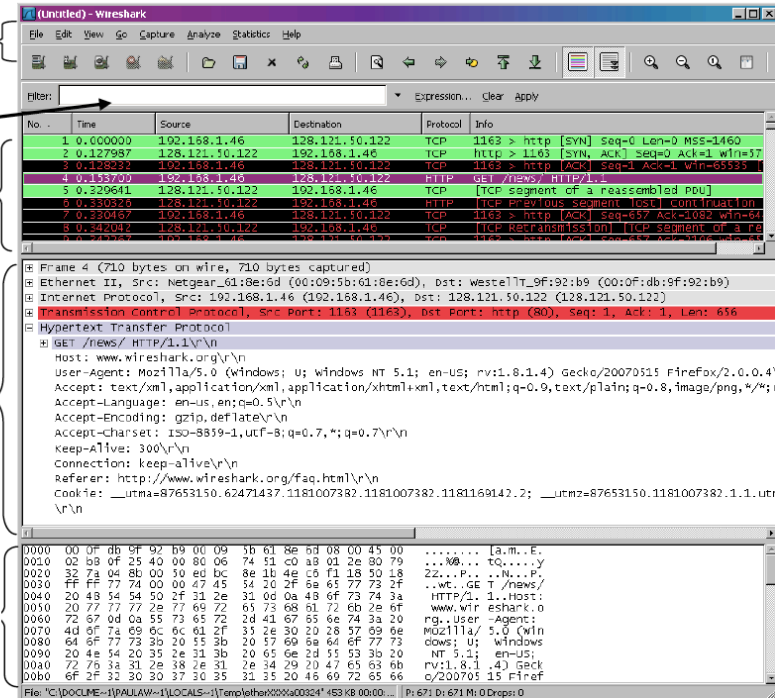 (Untitled) - Wireshark
File Edit View Go Capture Analyze Statistics Help
Filter: Expression... Clear Apply
No. . Time Source Destination Protocol Info
1 0.000000 192.168.1.46 128.121.50.122 TCP 1163 > http [SYN] Seq=0 Len=0 MSS=1460
2 0.127987 128.121.50.122 192.168.1.46 TCP http > 1163 [SYN, ACK] Seq=0 Ack=1 Win=57
3 0.128232 192.168.1.46 128.121.50.122 TCP 1163 > http [ACK] Seq=1 Ack=1 Win=65535 [
4 0.153700 192.168.1.46 128.121.50.122 HTTP GET /news/ HTTP/1.1
5 0.329641 128.121.50.122 192.168.1.46 TCP [TCP segment of a reassembled PDU]
6 0.330326 128.121.50.122 192.168.1.46 HTTP [TCP Previous segment lost] Continuation
7 0.330467 192.168.1.46 128.121.50.122 TCP 1163 > http [ACK] Seq=657 Ack=1082 Win=64
8 0.342042 128.121.50.122 192.168.1.46 TCP [TCP Retransmission] [TCP segment of a re
Frame 4 (710 bytes on wire, 710 bytes captured)
Ethernet II, Src: Netgear_61:8e:6d (00:09:5b:61:8e:6d), Dst: WestellT_9f:92:b9 (00:0f:db:9f:92:b9)
Internet Protocol, Src: 192.168.1.46 (192.168.1.46), Dst: 128.121.50.122 (128.121.50.122)
Transmission Control Protocol, Src Port: 1163 (1163), Dst Port: http (80), Seq: 1, Ack: 1, Len: 656
Hypertext Transfer Protocol
GET /news/ HTTP/1.1\r\n
Host: www.wireshark.org\r\n
User-Agent: Mozilla/5.0 (Windows; U; Windows NT 5.1; en-US; rv:1.8.1.4) Gecko/20070515 Firefox/2.0.0.4\
Accept: text/xml,application/xml,application/xhtml+xml,text/html;q=0.9,text/plain;q=0.8,image/png,*/*;
Accept-Language: en-us,en;q=0.5\r\n
Accept-Encoding: gzip,deflate\r\n
Accept-Charset: ISO-8859-1,utf-8;q=0.7,*;q=0.7\r\n
Keep-Alive: 300\r\n
Connection: keep-alive\r\n
Referer: http://www.wireshark.org/faq.html\r\n
Cookie: __utma=87653150.62471437.1181007382.1181007382.1181169142.2; __utmz=87653150.1181007382.1.1.utm
\r\n
0000 00 0f db 9f 92 b9 00 09 5b 61 8e 6d 08 00 45 00 ........ [a.m..E.
0010 02 b8 0f 25 40 00 80 06 74 51 c0 a8 01 2e 80 79 ...%@... tQ.....y
0020 32 7a 04 8b 00 50 ed bc 8e 1b 4e c6 f1 18 50 18 2z...P.. ..N...P.
0030 ff ff 77 74 00 00 47 45 54 20 2f 6e 65 77 73 2f ..wt..GE T /news/
0040 20 48 54 54 50 2f 31 2e 31 0d 0a 48 6f 73 74 3a HTTP/1. 1..Host:
0050 20 77 77 77 2e 77 69 72 65 73 68 61 72 6b 2e 6f www.wir eshark.o
0060 72 67 0d 0a 55 73 65 72 2d 41 67 65 6e 74 3a 20 rg..User -Agent:
0070 4d 6f 7a 69 6c 6c 61 2f 35 2e 30 20 28 57 69 6e Mozilla/ 5.0 (Win
0080 64 6f 77 73 3b 20 55 3b 20 57 69 6e 64 6f 77 73 dows; U; Windows
0090 20 4e 54 20 35 2e 31 3b 20 65 6e 2d 55 53 3b 20 NT 5.1; en-US;
00a0 72 76 3a 31 2e 38 2e 31 2e 34 29 20 47 65 63 6b rv:1.8.1 .4) Geck
00b0 6f 2f 32 30 30 37 30 35 31 35 20 46 69 72 65 66 o/200705 15 Firef
File: "C:\DOCUME~1\PAULAW~1\LOCALS~1\Temp\etherXXXXa00324" 453 KB 00:00:... P: 671 D: 671 M: 0 Drops: 0